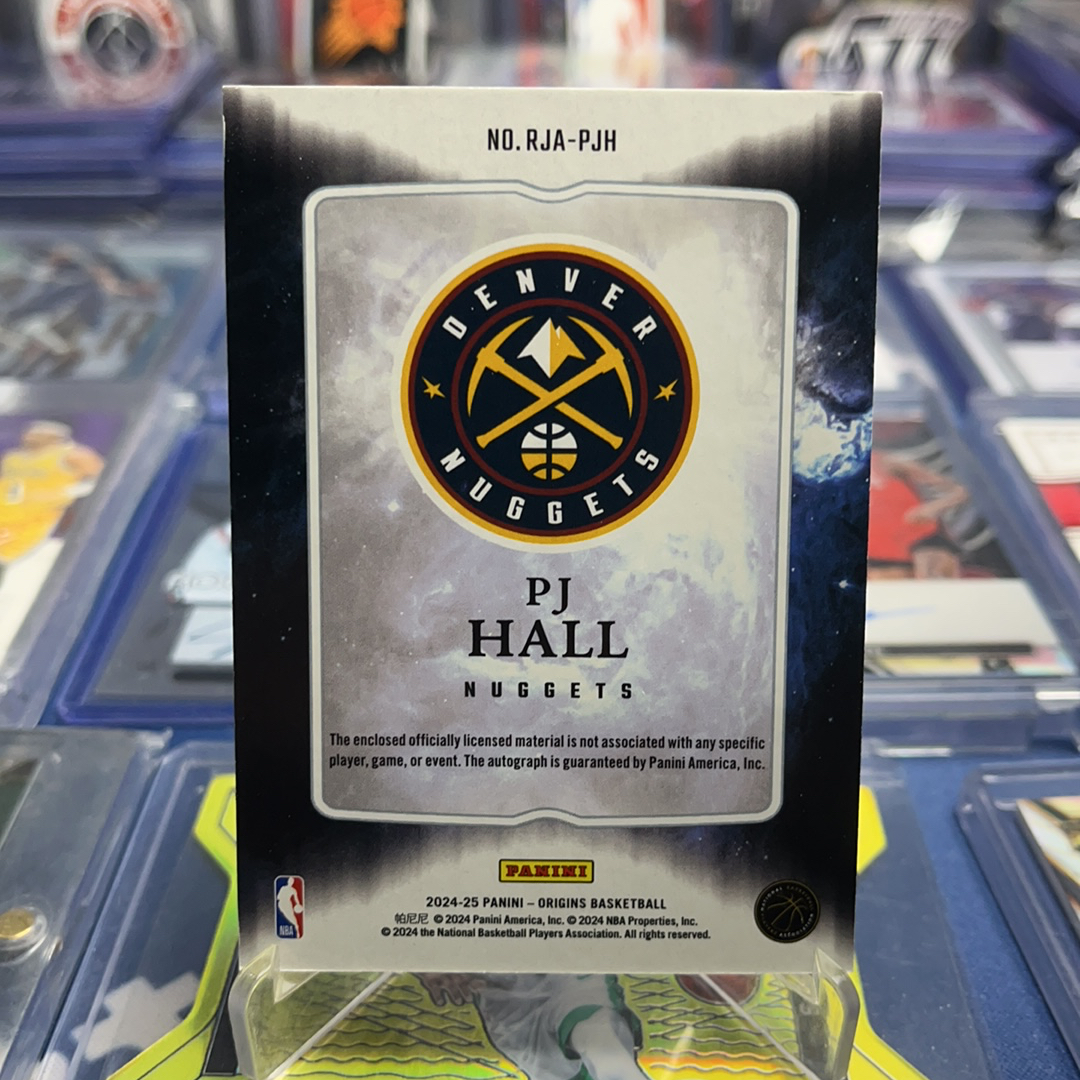 NO. RJA-PJH
DENVER
NUGGETS
PJ
HALL
NUGGETS
The enclosed officially licensed material is not associated with any specific
player, game, or event. The autograph is guaranteed by Panini America, Inc.
PANINI
2024-25 PANINI – ORIGINS BASKETBALL
帕尼尼 © 2024 Panini America, Inc. © 2024 NBA Properties, Inc.
© 2024 the National Basketball Players Association. All rights reserved.
NBA